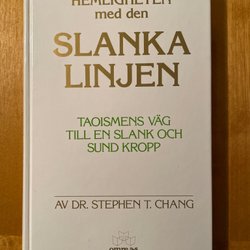 HEMLIGHETEN
med den
SLANKA
LINJEN
TAOISMENS VÄG
TILL EN SLANK OCH
SUND KROPP
AV DR. STEPHEN T. CHANG